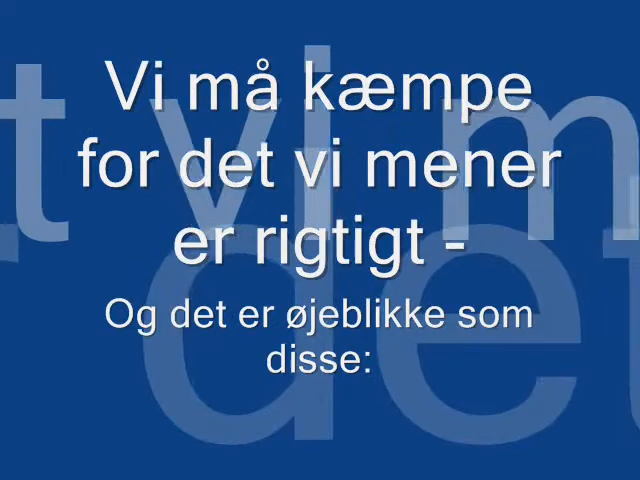 Vi må kæmpe
for det vi mener
er rigtigt -
Og det er øjeblikke som
disse: